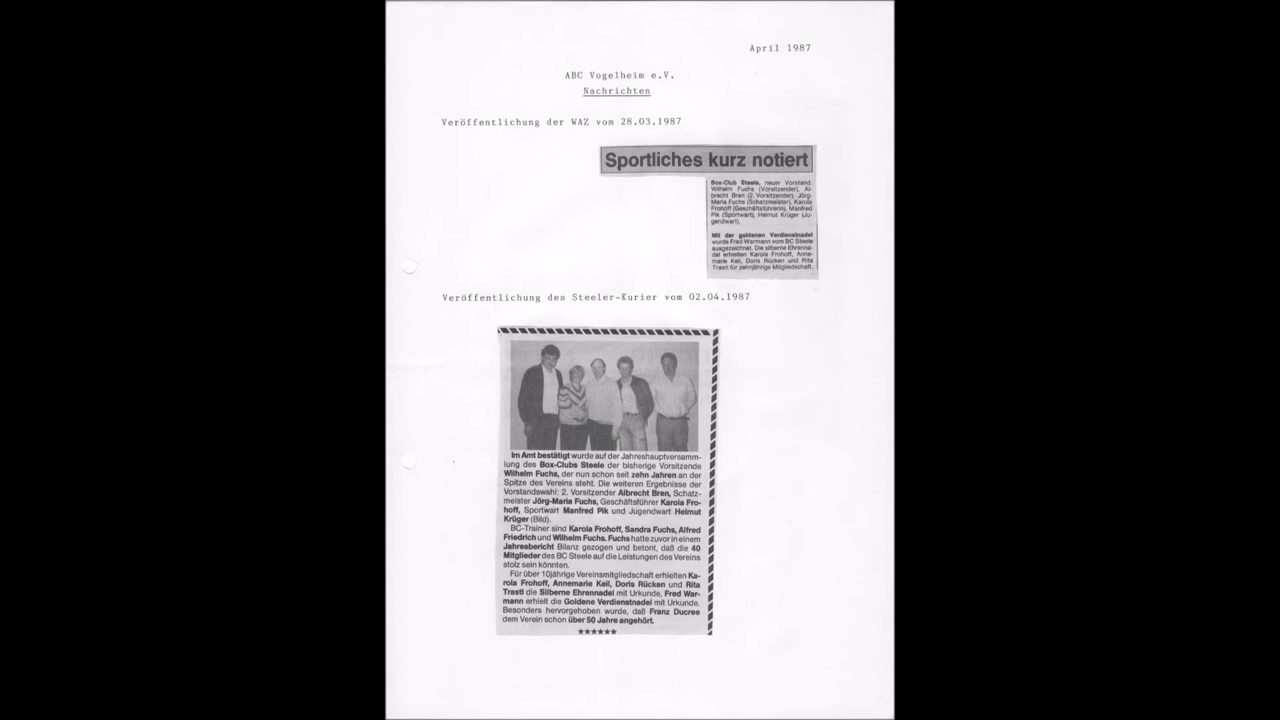 April 1987
ABC Vogelheim e.V.
Nachrichten
Veröffentlichung der WAZ vom 28.03.1987
Sportliches kurz notiert
Box-Club Steele, neuer Vorstand:
Wilhelm Fuchs (Vorsitzender), Al-
brecht Bren (2. Vorsitzender), Jörg-
Maria Fuchs (Schatzmeister), Karola
Frohoff (Geschäftsführerin), Manfred
Pik (Sportwart), Helmut Krüger (Ju-
gendwart).
Mit der goldenen Verdienstnadel
wurde Fred Warmann vom BC Steele
ausgezeichnet. Die silberne Ehrenna-
del erhielten Karola Frohoff, Anne-
marie Keil, Doris Rücken und Rita
Trastl für zehnjährige Mitgliedschaft.
Veröffentlichung des Steeler-Kurier vom 02.04.1987
Im Amt bestätigt wurde auf der Jahreshauptversamm-
lung des Box-Clubs Steele der bisherige Vorsitzende
Wilhelm Fuchs, der nun schon seit zehn Jahren an der
Spitze des Vereins steht. Die weiteren Ergebnisse der
Vorstandswahl: 2. Vorsitzender Albrecht Bren, Schatz-
meister Jörg-Maria Fuchs, Geschäftsführer Karola Fro-
hoff, Sportwart Manfred Pik und Jugendwart Helmut
Krüger (Bild).
BC-Trainer sind Karola Frohoff, Sandra Fuchs, Alfred
Friedrich und Wilhelm Fuchs. Fuchs hatte zuvor in einem
Jahresbericht Bilanz gezogen und betont, daß die 40
Mitglieder des BC Steele auf die Leistungen des Vereins
stolz sein könnten.
Für über 10jährige Vereinsmitgliedschaft erhielten Ka-
rola Frohoff, Annemarie Keil, Doris Rücken und Rita
Trastl die Silberne Ehrennadel mit Urkunde, Fred War-
mann erhielt die Goldene Verdienstnadel mit Urkunde.
Besonders hervorgehoben wurde, daß Franz Ducree
dem Verein schon über 50 Jahre angehört.
★★★★★★